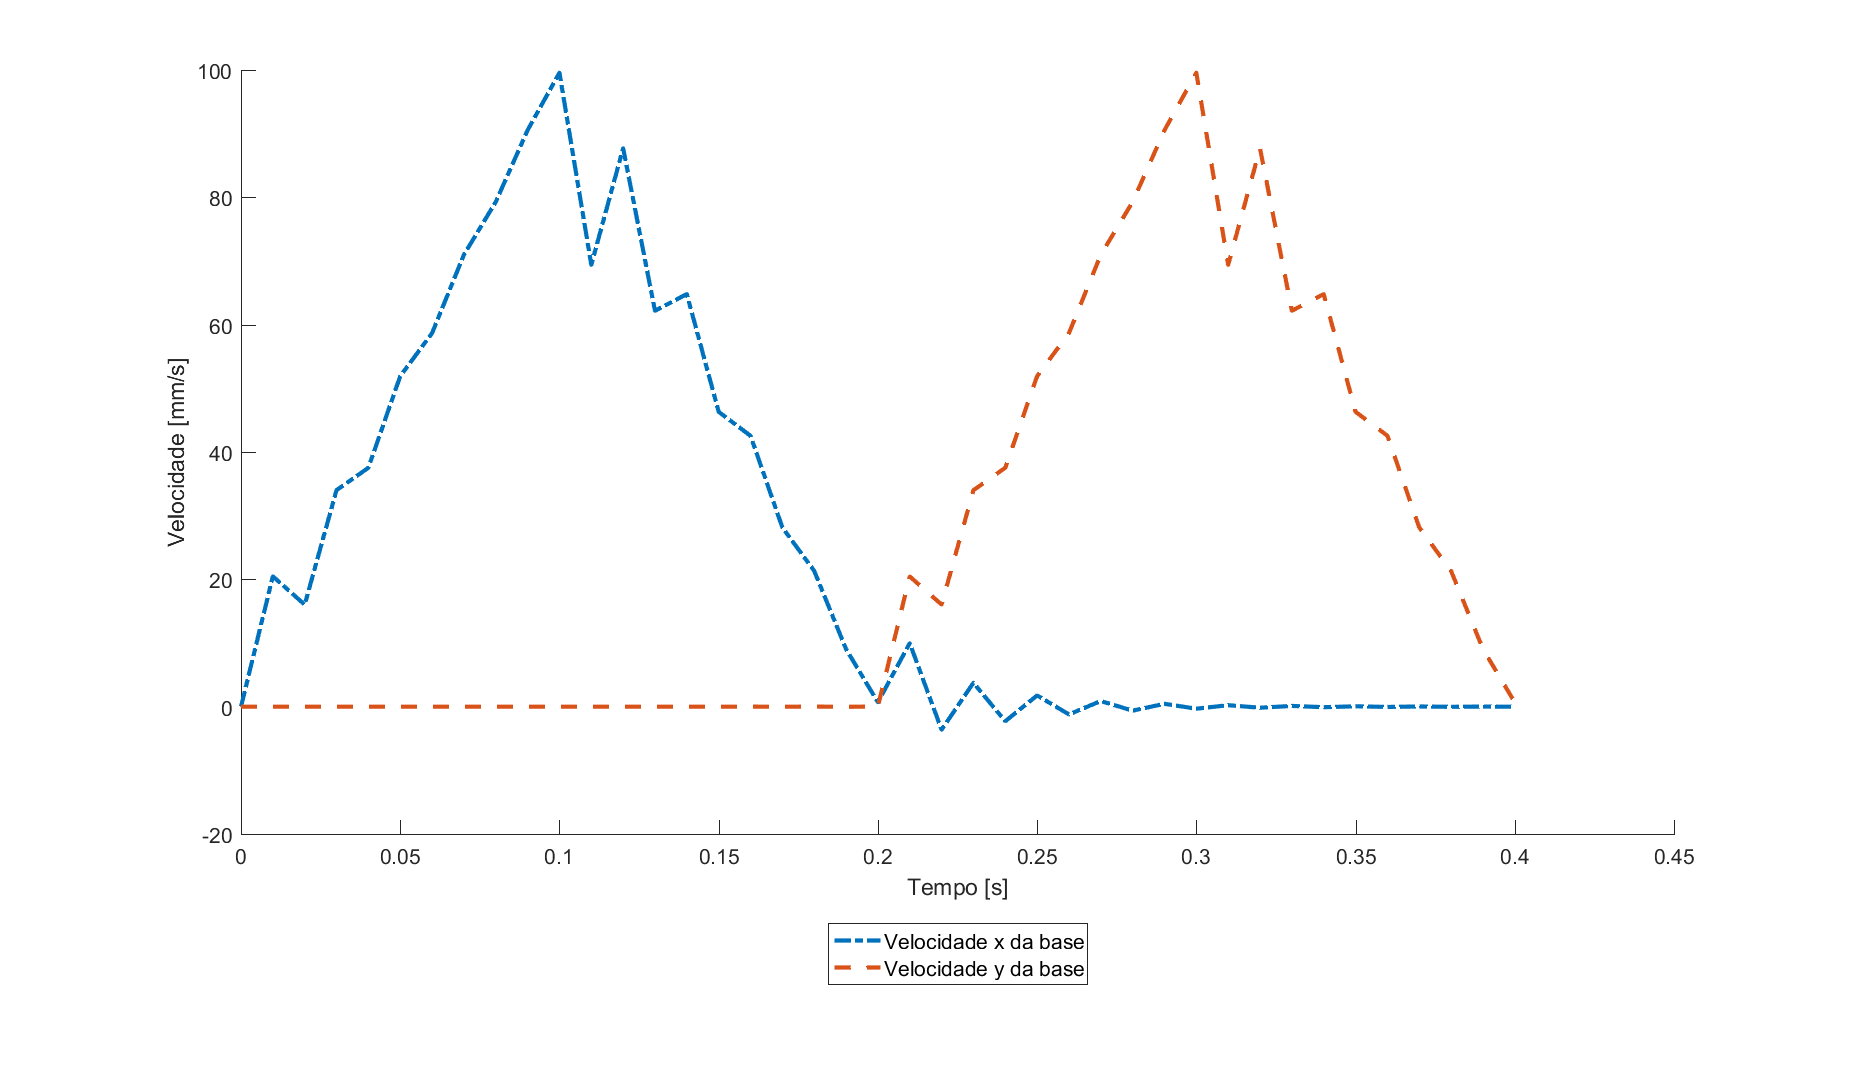 100
80
60
40
20
0
-20
Velocidade [mm/s]
0 0.05 0.1 0.15 0.2 0.25 0.3 0.35 0.4 0.45
Tempo [s]
Velocidade x da base
Velocidade y da base